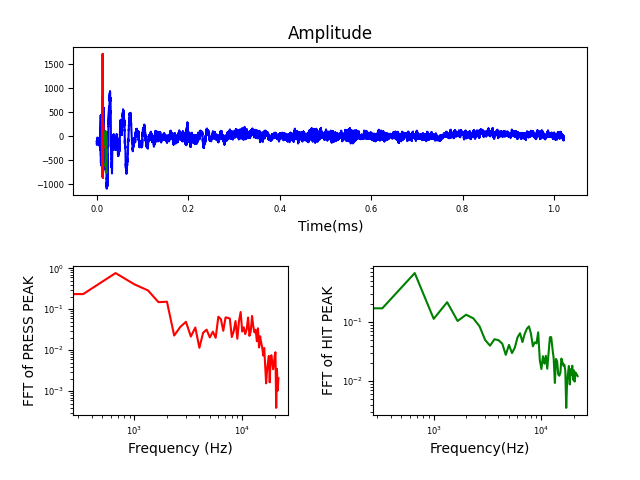 Amplitude
1500
1000
500
0
−500
−1000
0.0 0.2 0.4 0.6 0.8 1.0
Time(ms)
FFT of PRESS PEAK
10⁰
10⁻¹
10⁻²
10⁻³
10³ 10⁴
Frequency (Hz)
FFT of HIT PEAK
10⁻¹
10⁻²
10³ 10⁴
Frequency(Hz)